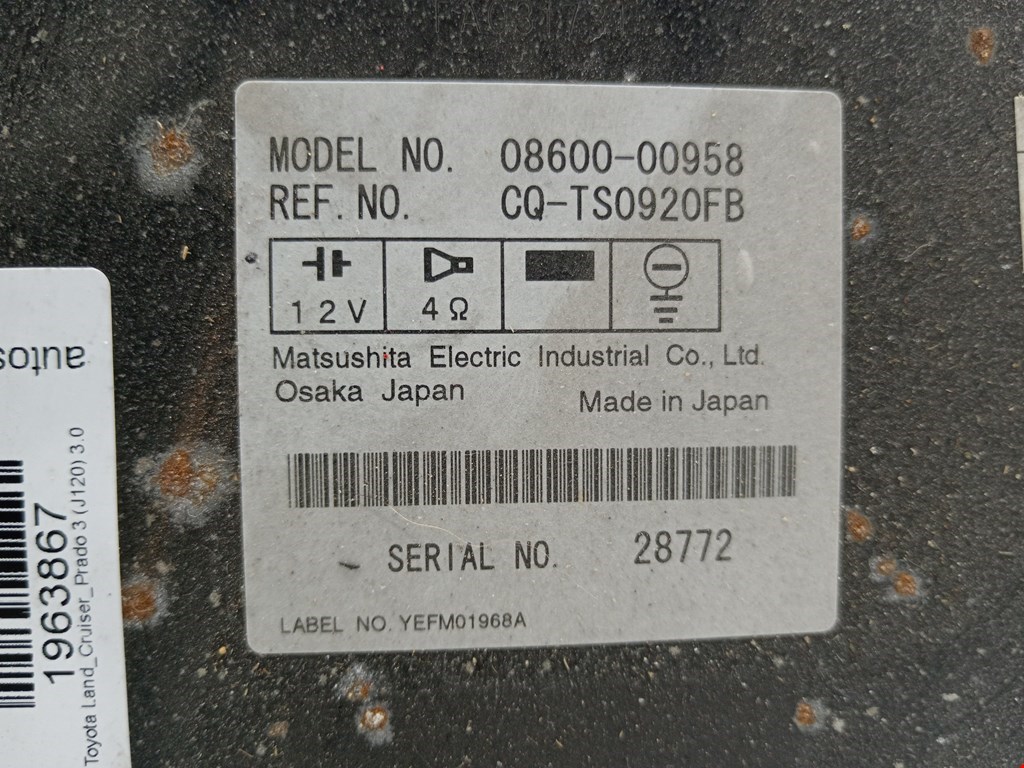 MODEL NO. 08600-00958
REF. NO. CQ-TS0920FB
12V 4Ω
Matsushita Electric Industrial Co., Ltd.
Osaka Japan
Made in Japan
SERIAL NO. 28772
LABEL NO. YEFM01968A
1963867
Toyota Land_Cruiser_Prado 3 (J120) 3.0